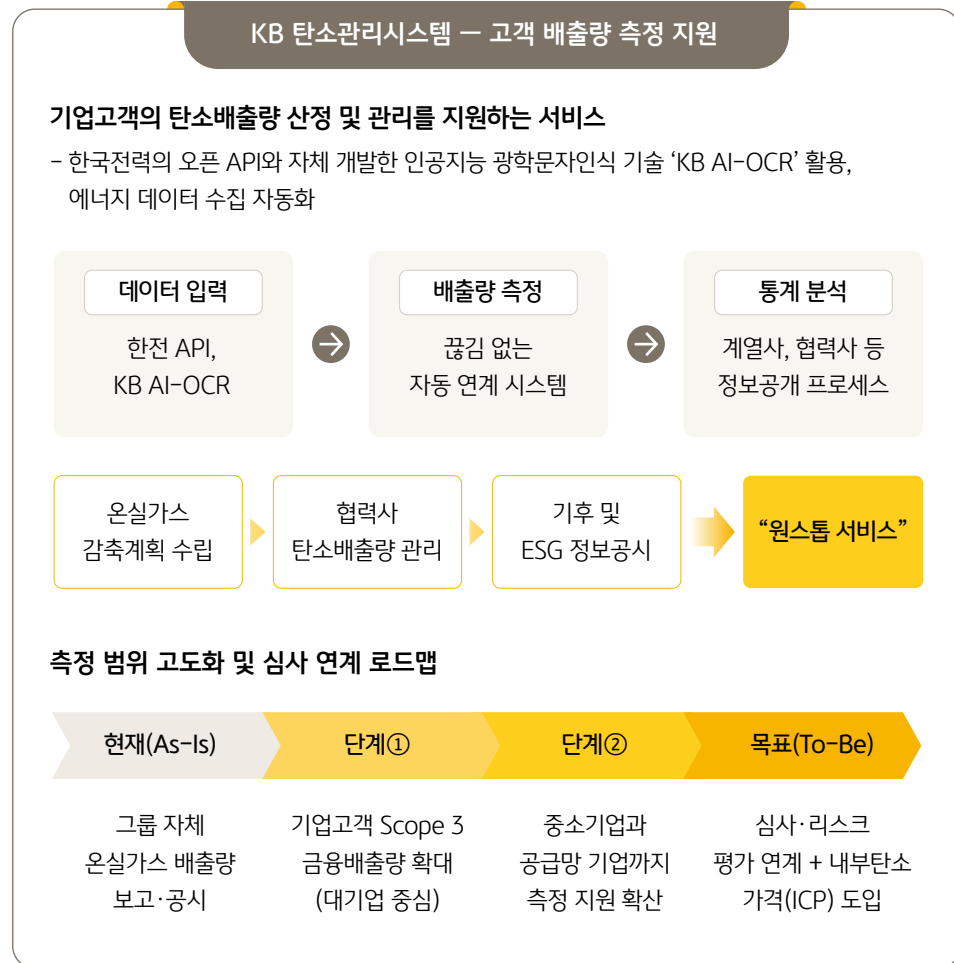 KB 탄소관리시스템 — 고객 배출량 측정 지원
기업고객의 탄소배출량 산정 및 관리를 지원하는 서비스
- 한국전력의 오픈 API와 자체 개발한 인공지능 광학문자인식 기술 ‘KB AI-OCR’ 활용,
에너지 데이터 수집 자동화
데이터 입력
한전 API,
KB AI-OCR
배출량 측정
끊김 없는
자동 연계 시스템
통계 분석
계열사, 협력사 등
정보공개 프로세스
온실가스
감축계획 수립
협력사
탄소배출량 관리
기후 및
ESG 정보공시
“원스톱 서비스”
측정 범위 고도화 및 심사 연계 로드맵
현재(As-Is)
단계①
단계②
목표(To-Be)
그룹 자체
온실가스 배출량
보고·공시
기업고객 Scope 3
금융배출량 확대
(대기업 중심)
중소기업과
공급망 기업까지
측정 지원 확산
심사·리스크
평가 연계 + 내부탄소
가격(ICP) 도입